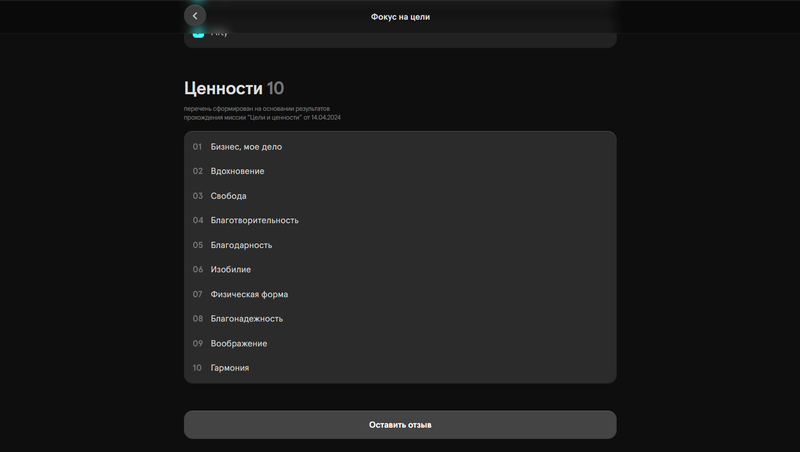 Фокус на цели
Ценности 10
перечень сформирован на основании результатов
прохождения миссии "Цели и ценности" от 14.04.2024
01 Бизнес, мое дело
02 Вдохновение
03 Свобода
04 Благотворительность
05 Благодарность
06 Изобилие
07 Физическая форма
08 Благонадежность
09 Воображение
10 Гармония
Оставить отзыв